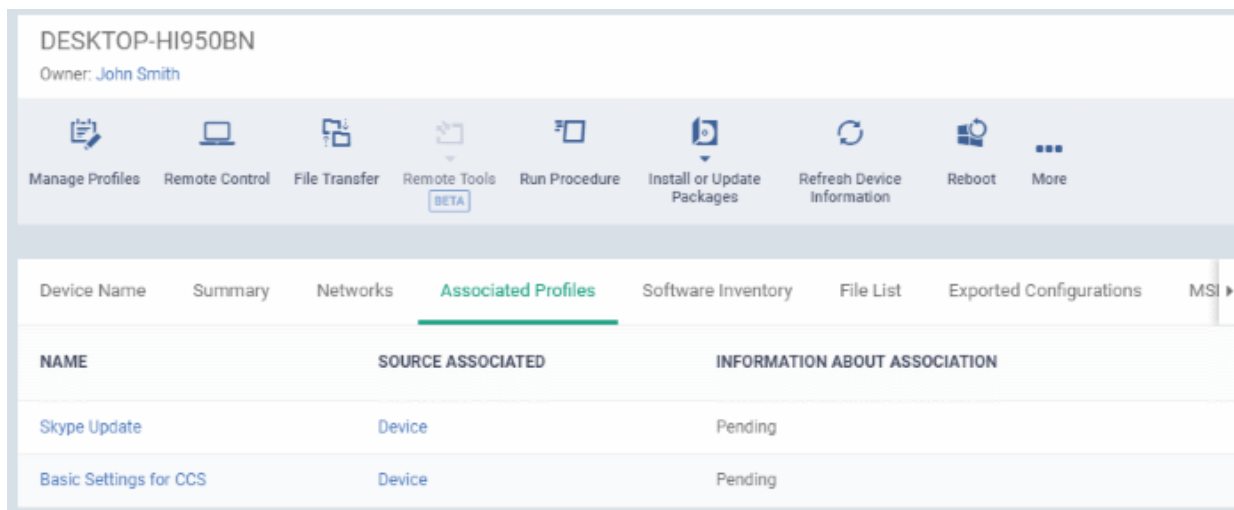 DESKTOP-HI950BN
Owner: John Smith
Manage Profiles Remote Control File Transfer Remote Tools Run Procedure Install or Update Refresh Device Reboot More
BETA Packages Information
Device Name Summary Networks Associated Profiles Software Inventory File List Exported Configurations MSI
NAME SOURCE ASSOCIATED INFORMATION ABOUT ASSOCIATION
Skype Update Device Pending
Basic Settings for CCS Device Pending